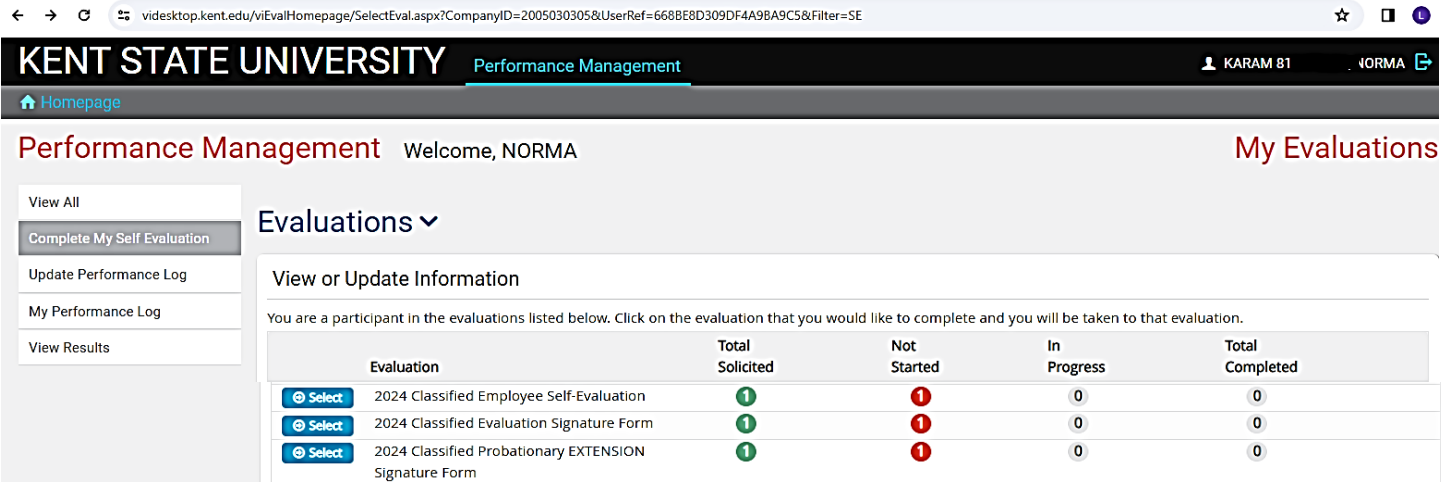 videsktop.kent.edu/viEvalHomepage/SelectEval.aspx?CompanyID=2005030305&UserRef=668BE8D309DF4A9BA9C5&Filter=SE
L
KENT STATE UNIVERSITY Performance Management KARAM 81 NORMA
Homepage
Performance Management Welcome, NORMA My Evaluations
View All
Complete My Self Evaluation
Update Performance Log
My Performance Log
View Results
Evaluations
View or Update Information
You are a participant in the evaluations listed below. Click on the evaluation that you would like to complete and you will be taken to that evaluation.
Evaluation Total Solicited Not Started In Progress Total Completed
Select 2024 Classified Employee Self-Evaluation 1 1 0 0
Select 2024 Classified Evaluation Signature Form 1 1 0 0
Select 2024 Classified Probationary EXTENSION 1 1 0 0
Signature Form